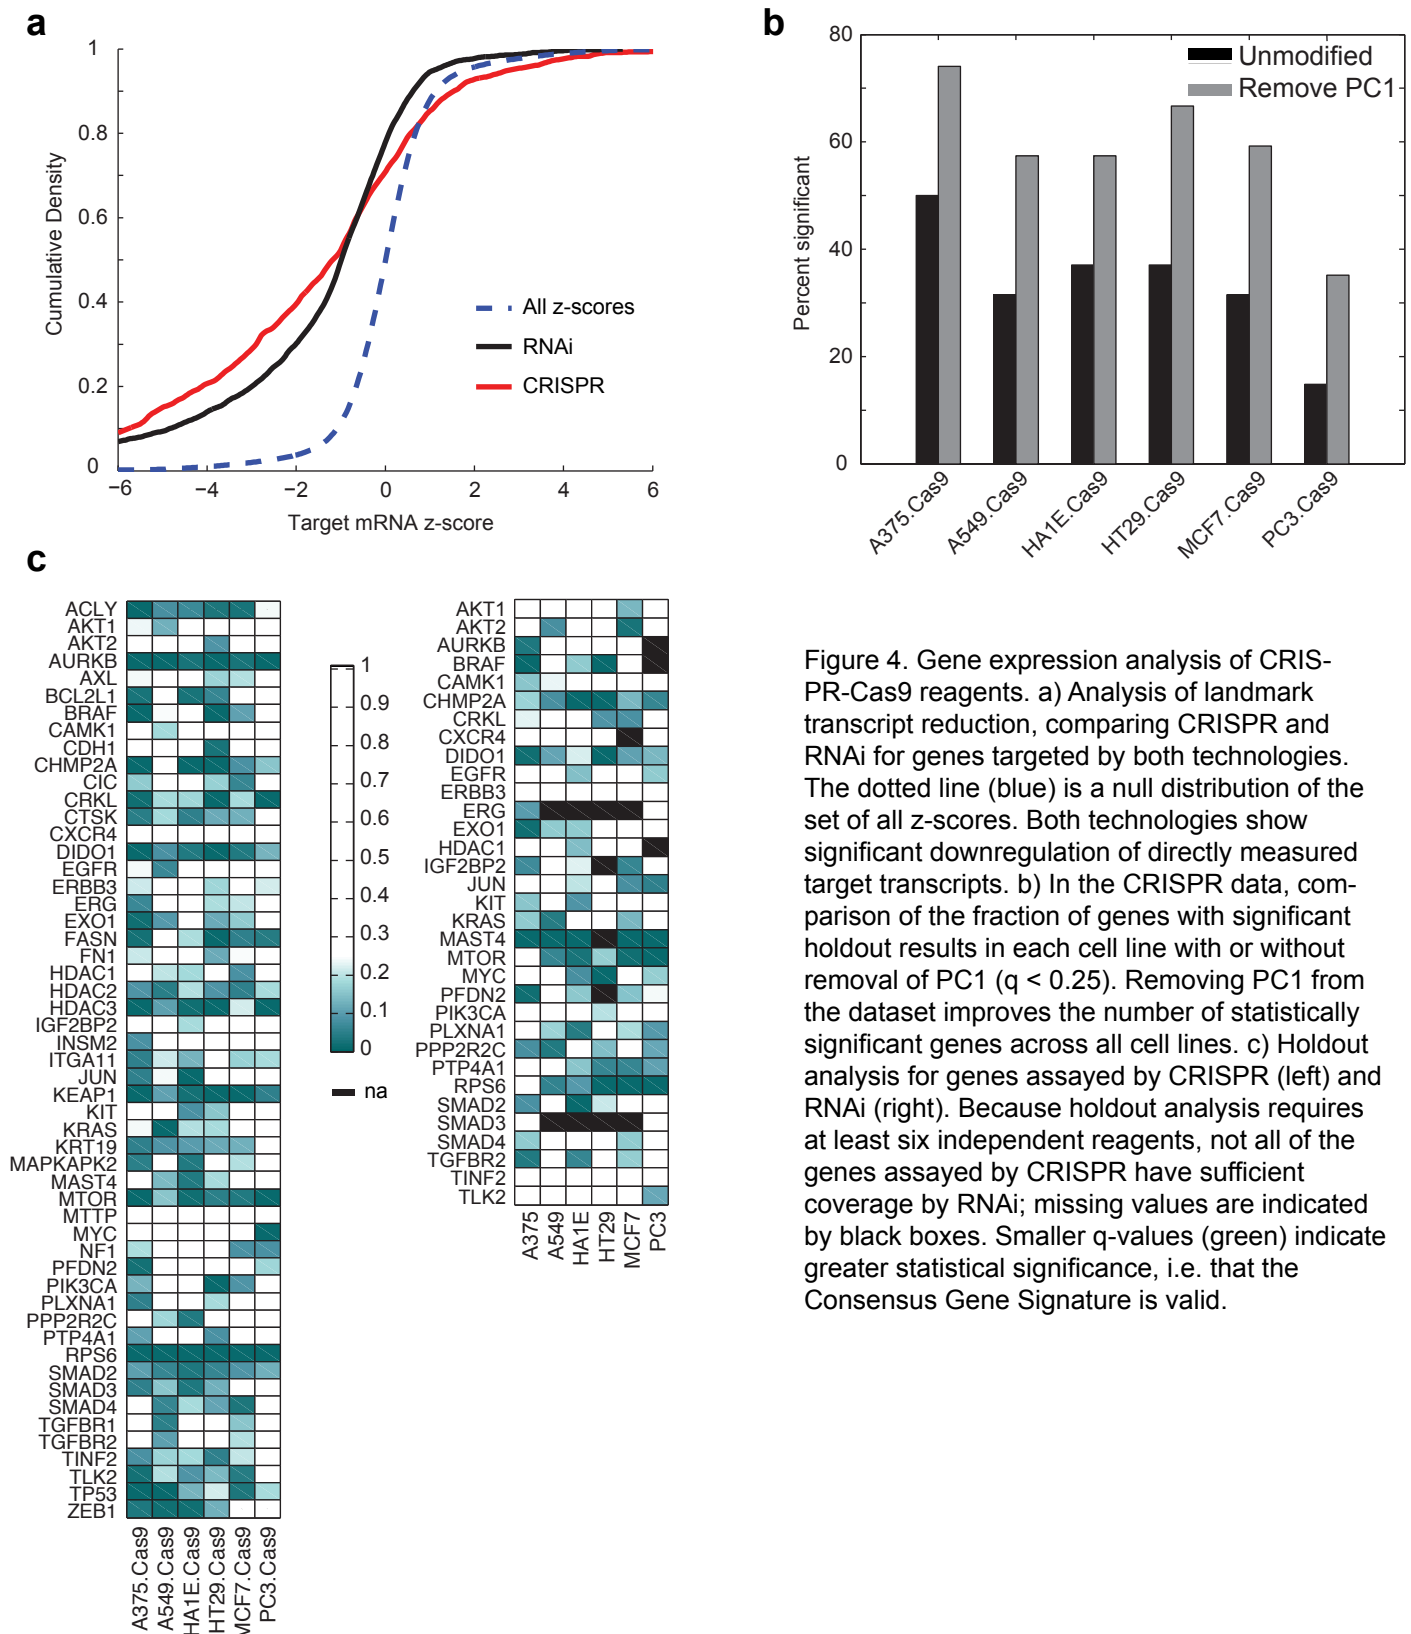 a
1
0.8
0.6
0.4
0.2
0
Cumulative Density
−6
−4
−2
0
2
4
6
Target mRNA z-score
All z-scores
RNAi
CRISPR
b
80
60
40
20
0
Percent significant
Unmodified
Remove PC1
A375.Cas9
A549.Cas9
HA1E.Cas9
HT29.Cas9
MCF7.Cas9
PC3.Cas9
c
ACLY
AKT1
AKT2
AURKB
AXL
BCL2L1
BRAF
CAMK1
CDH1
CHMP2A
CIC
CRKL
CTSK
CXCR4
DIDO1
EGFR
ERBB3
ERG
EXO1
FASN
FN1
HDAC1
HDAC2
HDAC3
IGF2BP2
INSM2
ITGA11
JUN
KEAP1
KIT
KRAS
KRT19
MAPKAPK2
MAST4
MTOR
MTTP
MYC
NF1
PFDN2
PIK3CA
PLXNA1
PPP2R2C
PTP4A1
RPS6
SMAD2
SMAD3
SMAD4
TGFBR1
TGFBR2
TINF2
TLK2
TP53
ZEB1
A375.Cas9
A549.Cas9
HA1E.Cas9
HT29.Cas9
MCF7.Cas9
PC3.Cas9
1
0.9
0.8
0.7
0.6
0.5
0.4
0.3
0.2
0.1
0
na
AKT1
AKT2
AURKB
BRAF
CAMK1
CHMP2A
CRKL
CXCR4
DIDO1
EGFR
ERBB3
ERG
EXO1
HDAC1
IGF2BP2
JUN
KIT
KRAS
MAST4
MTOR
MYC
PFDN2
PIK3CA
PLXNA1
PPP2R2C
PTP4A1
RPS6
SMAD2
SMAD3
SMAD4
TGFBR2
TINF2
TLK2
A375
A549
HA1E
HT29
MCF7
PC3
Figure 4. Gene expression analysis of CRIS-
PR-Cas9 reagents. a) Analysis of landmark
transcript reduction, comparing CRISPR and
RNAi for genes targeted by both technologies.
The dotted line (blue) is a null distribution of the
set of all z-scores. Both technologies show
significant downregulation of directly measured
target transcripts. b) In the CRISPR data, com-
parison of the fraction of genes with significant
holdout results in each cell line with or without
removal of PC1 (q < 0.25). Removing PC1 from
the dataset improves the number of statistically
significant genes across all cell lines. c) Holdout
analysis for genes assayed by CRISPR (left) and
RNAi (right). Because holdout analysis requires
at least six independent reagents, not all of the
genes assayed by CRISPR have sufficient
coverage by RNAi; missing values are indicated
by black boxes. Smaller q-values (green) indicate
greater statistical significance, i.e. that the
Consensus Gene Signature is valid.